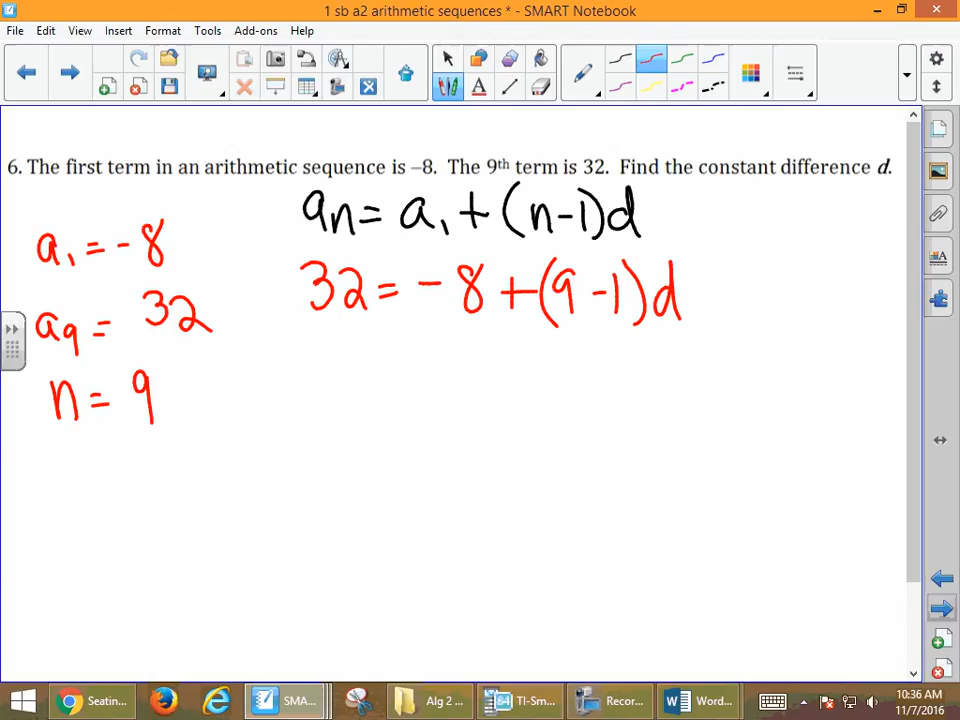 1 sb a2 arithmetic sequences * - SMART Notebook
File Edit View Insert Format Tools Add-ons Help
6. The first term in an arithmetic sequence is –8. The 9th term is 32. Find the constant difference d.
aₙ = a₁ + (n-1)d
a₁ = -8
32 = -8 + (9-1)d
a₉ = 32
n = 9
Seatin... SMA... Alg 2 ... TI-Sm... Recor... Word...
10:36 AM
11/7/2016